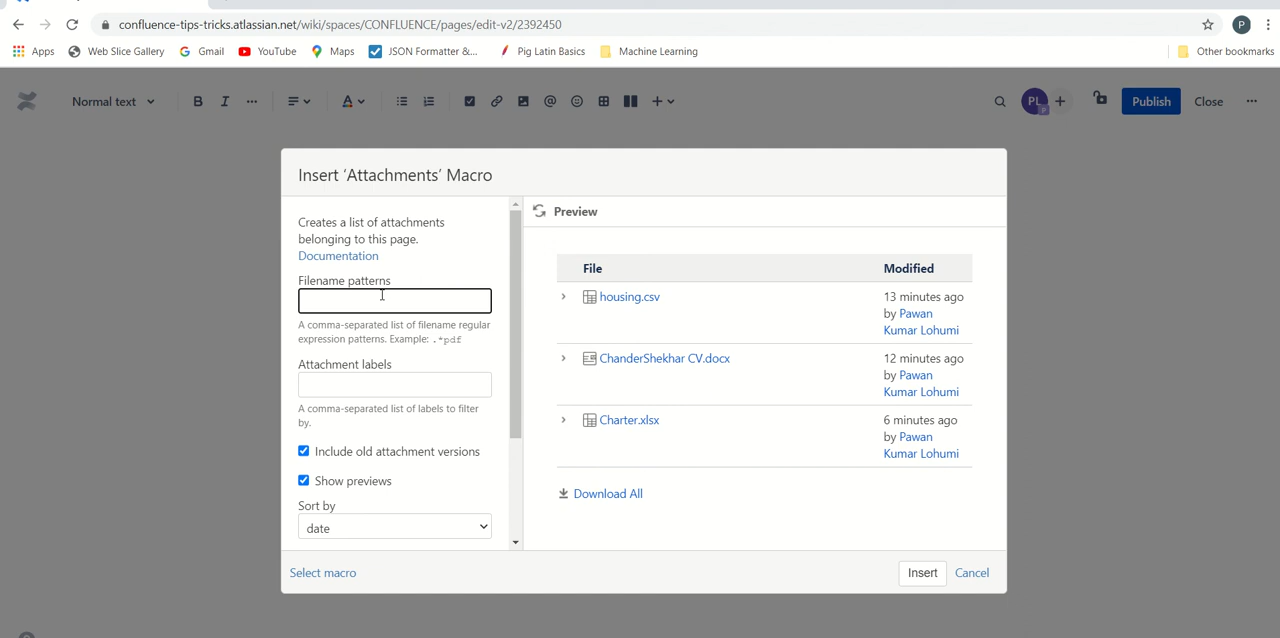 confluence-tips-tricks.atlassian.net/wiki/spaces/CONFLUENCE/pages/edit-v2/2392450
P
Apps Web Slice Gallery Gmail YouTube Maps JSON Formatter &... Pig Latin Basics Machine Learning Other bookmarks
Normal text B I A @ PL P Publish Close
Insert 'Attachments' Macro
Creates a list of attachments
belonging to this page.
Documentation
Filename patterns
A comma-separated list of filename regular
expression patterns. Example: .*pdf
Attachment labels
A comma-separated list of labels to filter
by.
Include old attachment versions
Show previews
Sort by
date
Preview
File Modified
housing.csv 13 minutes ago
by Pawan
Kumar Lohumi
ChanderShekhar CV.docx 12 minutes ago
by Pawan
Kumar Lohumi
Charter.xlsx 6 minutes ago
by Pawan
Kumar Lohumi
Download All
Select macro Insert Cancel